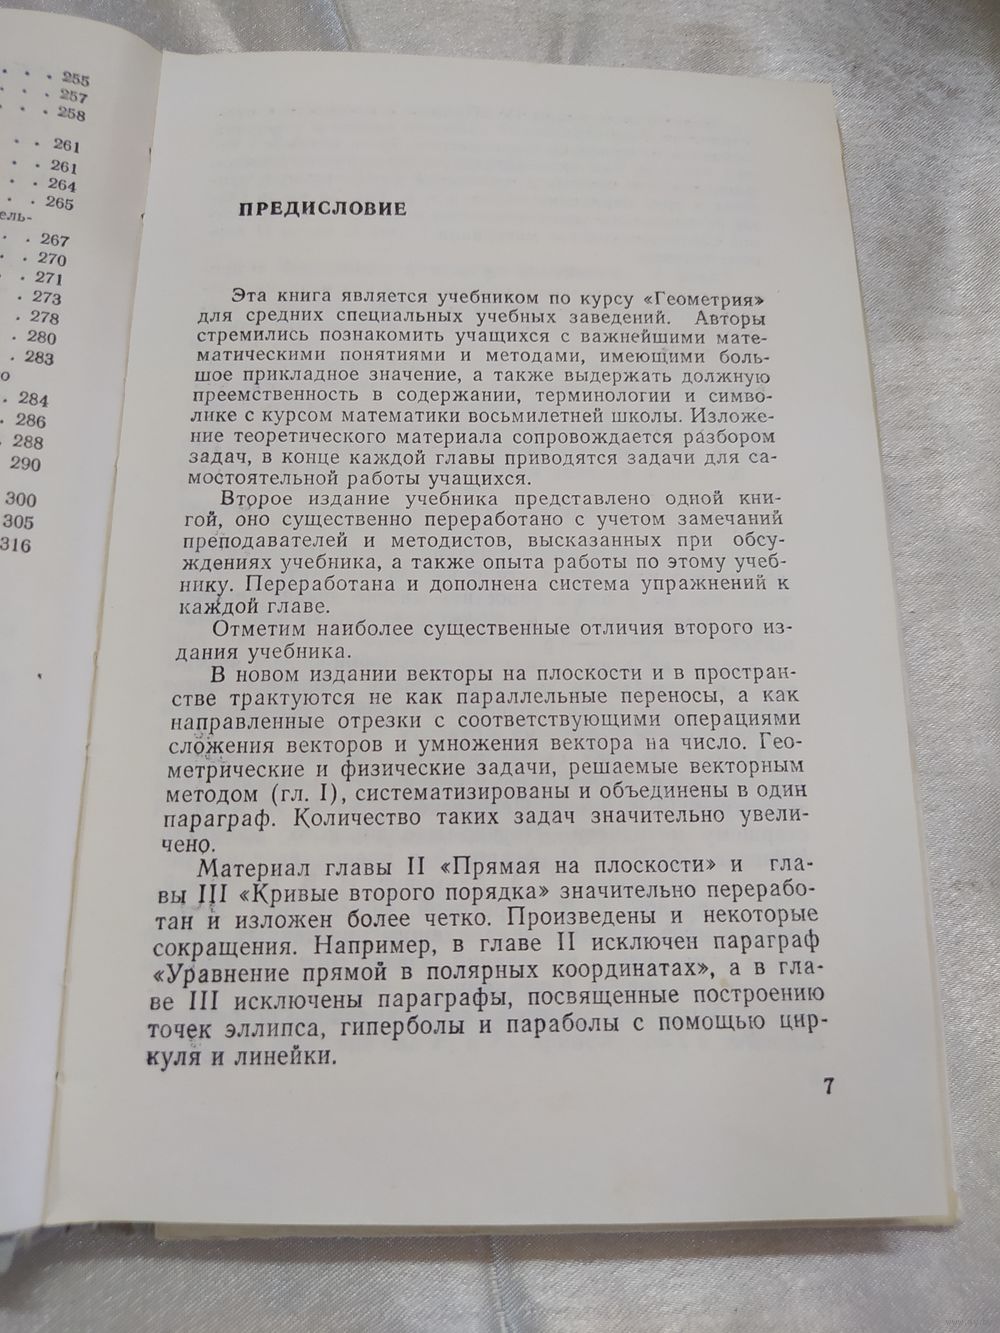 . . . 255
. . . 257
. . . 258
. . 261
. . 261
. . 264
. . 265
ель-
. . 267
. . 270
. . 271
. 273
. 278
. 280
. 283
о
. 284
. 286
. 288
290
300
305
316
ПРЕДИСЛОВИЕ
Эта книга является учебником по курсу «Геометрия»
для средних специальных учебных заведений. Авторы
стремились познакомить учащихся с важнейшими мате-
матическими понятиями и методами, имеющими боль-
шое прикладное значение, а также выдержать должную
преемственность в содержании, терминологии и симво-
лике с курсом математики восьмилетней школы. Изложе-
ние теоретического материала сопровождается разбором
задач, в конце каждой главы приводятся задачи для са-
мостоятельной работы учащихся.
Второе издание учебника представлено одной кни-
гой, оно существенно переработано с учетом замечаний
преподавателей и методистов, высказанных при обсу-
ждениях учебника, а также опыта работы по этому учеб-
нику. Переработана и дополнена система упражнений к
каждой главе.
Отметим наиболее существенные отличия второго из-
дания учебника.
В новом издании векторы на плоскости и в простран-
стве трактуются не как параллельные переносы, а как
направленные отрезки с соответствующими операциями
сложения векторов и умножения вектора на число. Гео-
метрические и физические задачи, решаемые векторным
методом (гл. I), систематизированы и объединены в один
параграф. Количество таких задач значительно увели-
чено.
Материал главы II «Прямая на плоскости» и гла-
вы III «Кривые второго порядка» значительно перерабо-
тан и изложен более четко. Произведены и некоторые
сокращения. Например, в главе II исключен параграф
«Уравнение прямой в полярных координатах», а в гла-
ве III исключены параграфы, посвященные построению
точек эллипса, гиперболы и параболы с помощью цир-
куля и линейки.
7